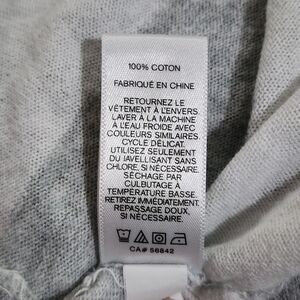 100% COTON
FABRIQUÉ EN CHINE
RETOURNEZ LE
VÊTEMENT À L'ENVERS
LAVER A LA MACHINE
À L'EAU FROIDE AVEC
COULEURS SIMILAIRES.
CYCLE DÉLICAT.
UTILISEZ SEULEMENT
DU JAVELLISANT SANS
CHLORE, SI NÉCESSAIRE.
SÉCHAGE PAR
CULBUTAGE À
TEMPÉRATURE BASSE.
RETIREZ IMMÉDIATEMENT.
REPASSAGE DOUX,
SI NÉCESSAIRE.
CA# 56842